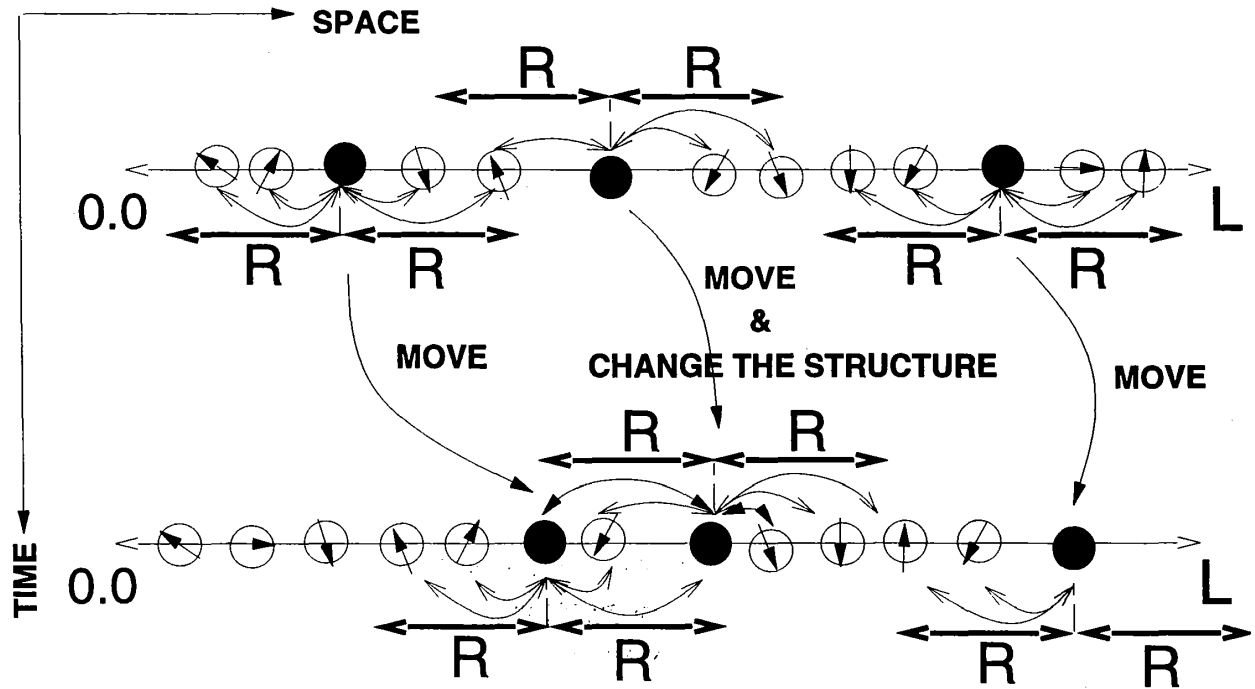 SPACE
R R
0.0 L
R R R R
MOVE
&
MOVE CHANGE THE STRUCTURE MOVE
R R
TIME
0.0 L
R R R R